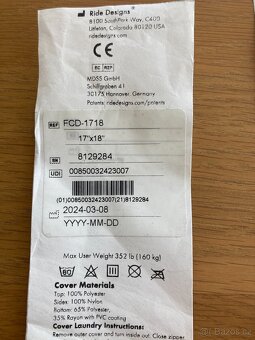 Ride Designs®
8100 SouthPark Way, C400
Littleton, Colorado 80120 USA
ridedesigns.com
EC REP
MDSS GmbH
Schiffgraben 41
30175 Hannover, Germany
Patents: ridedesigns.com/patents
REF FCD-1718
17"x18"
8129284
UDI 00850032423007
(01)00850032423007(21)8129284
2024-03-08
YYYY-MM-DD
Max User Weight 352 lb (160 kg)
Cover Materials
Top: 100% Polyester
Sides: 100% Nylon
Bottom: 65% Polyester,
35% Rayon with PVC coating
Cover Laundry Instructions:
Remove outer cover and turn inside out. Close zipper